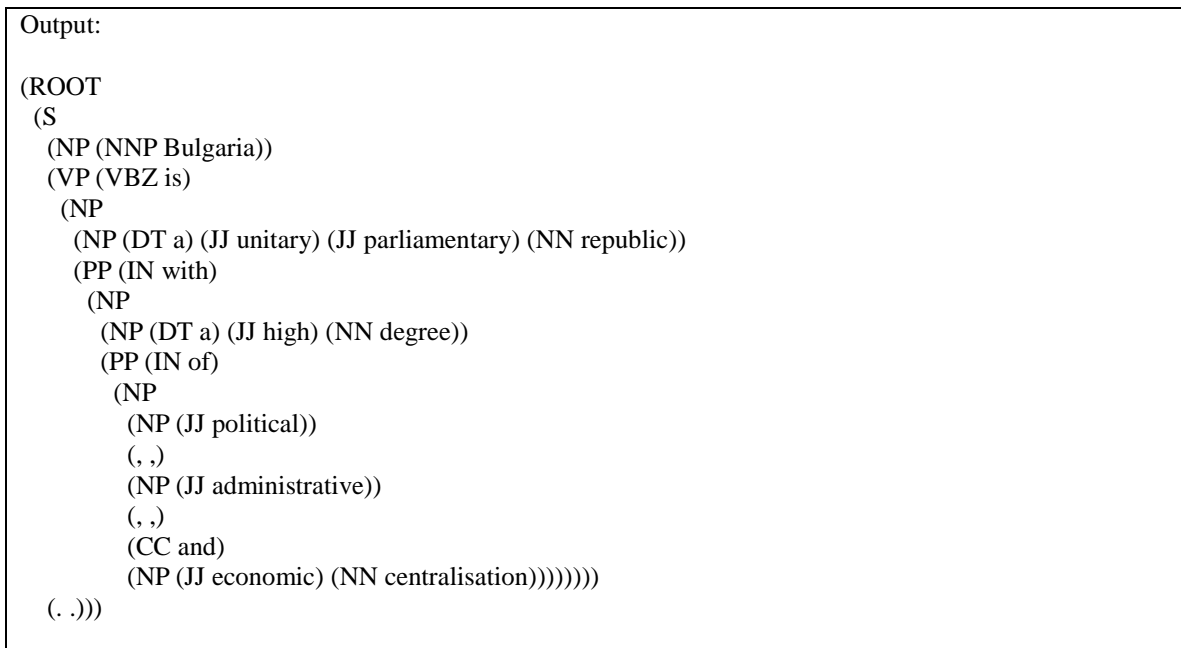 Output:
(ROOT
(S
(NP (NNP Bulgaria))
(VP (VBZ is)
(NP
(NP (DT a) (JJ unitary) (JJ parliamentary) (NN republic))
(PP (IN with)
(NP
(NP (DT a) (JJ high) (NN degree))
(PP (IN of)
(NP
(NP (JJ political))
(, ,)
(NP (JJ administrative))
(, ,)
(CC and)
(NP (JJ economic) (NN centralisation))))))))
(. .)))